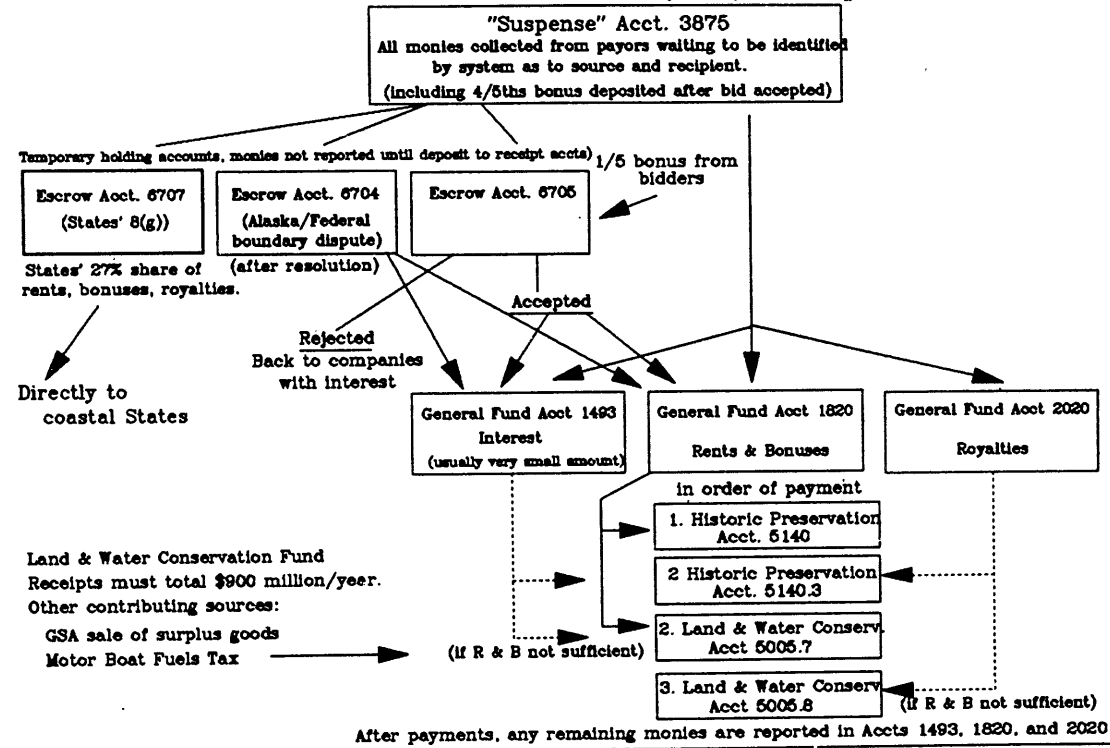 "Suspense" Acct. 3875
All monies collected from payors waiting to be identified
by system as to source and recipient.
(including 4/5ths bonus deposited after bid accepted)
Temporary holding accounts, monies not reported until deposit to receipt accts)
1/5 bonus from
bidders
Escrow Acct. 6707
(States' 8(g))
Escrow Acct. 6704
(Alaska/Federal
boundary dispute)
Escrow Acct. 6705
States' 27% share of
rents, bonuses, royalties.
(after resolution)
Accepted
Rejected
Back to companies
with interest
Directly to
coastal States
General Fund Acct 1493
Interest
(usually very small amount)
General Fund Acct 1820
Rents & Bonuses
General Fund Acct 2020
Royalties
in order of payment
1. Historic Preservation
Acct. 5140
2 Historic Preservation
Acct. 5140.3
2. Land & Water Conserv.
Acct 5005.7
3. Land & Water Conserv
Acct 5005.8
Land & Water Conservation Fund
Receipts must total $900 million/year.
Other contributing sources:
GSA sale of surplus goods
Motor Boat Fuels Tax
(if R & B not sufficient)
(if R & B not sufficient)
After payments, any remaining monies are reported in Accts 1493, 1820, and 2020